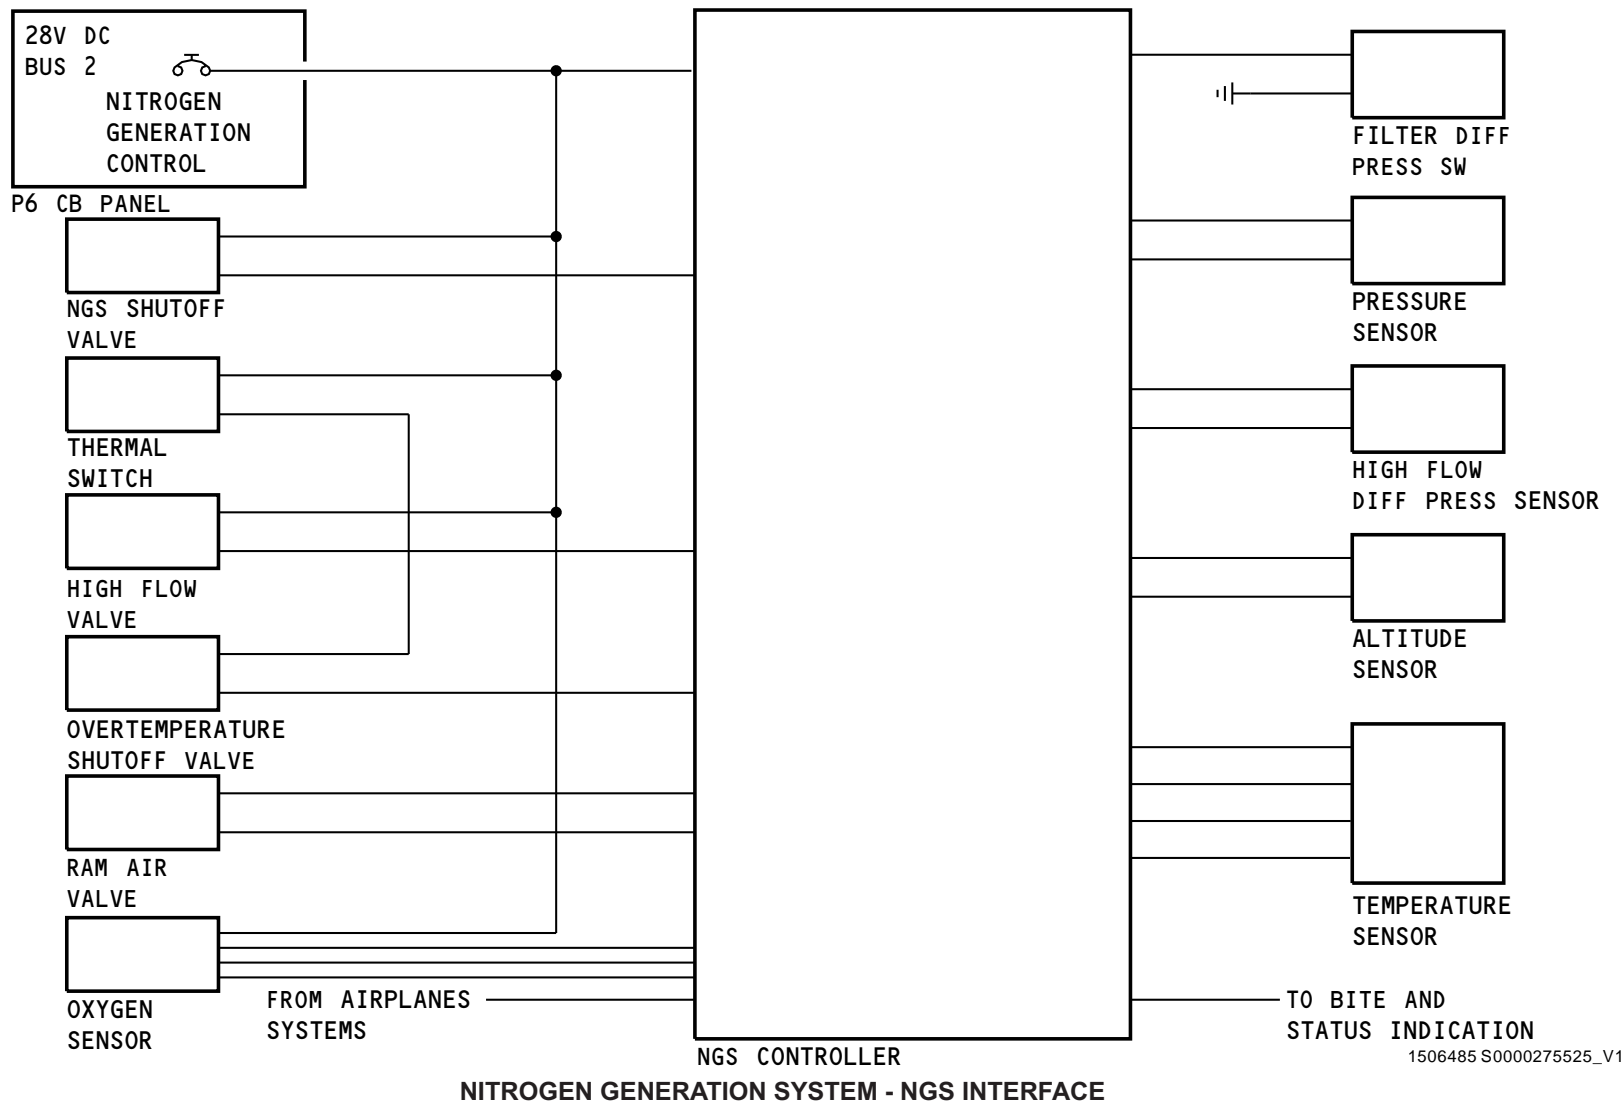 28V DC
BUS 2
NITROGEN
GENERATION
CONTROL
P6 CB PANEL
NGS SHUTOFF
VALVE
THERMAL
SWITCH
HIGH FLOW
VALVE
OVERTEMPERATURE
SHUTOFF VALVE
RAM AIR
VALVE
OXYGEN
SENSOR
FROM AIRPLANES
SYSTEMS
NGS CONTROLLER
FILTER DIFF
PRESS SW
PRESSURE
SENSOR
HIGH FLOW
DIFF PRESS SENSOR
ALTITUDE
SENSOR
TEMPERATURE
SENSOR
TO BITE AND
STATUS INDICATION
1506485 S0000275525_V1
NITROGEN GENERATION SYSTEM - NGS INTERFACE